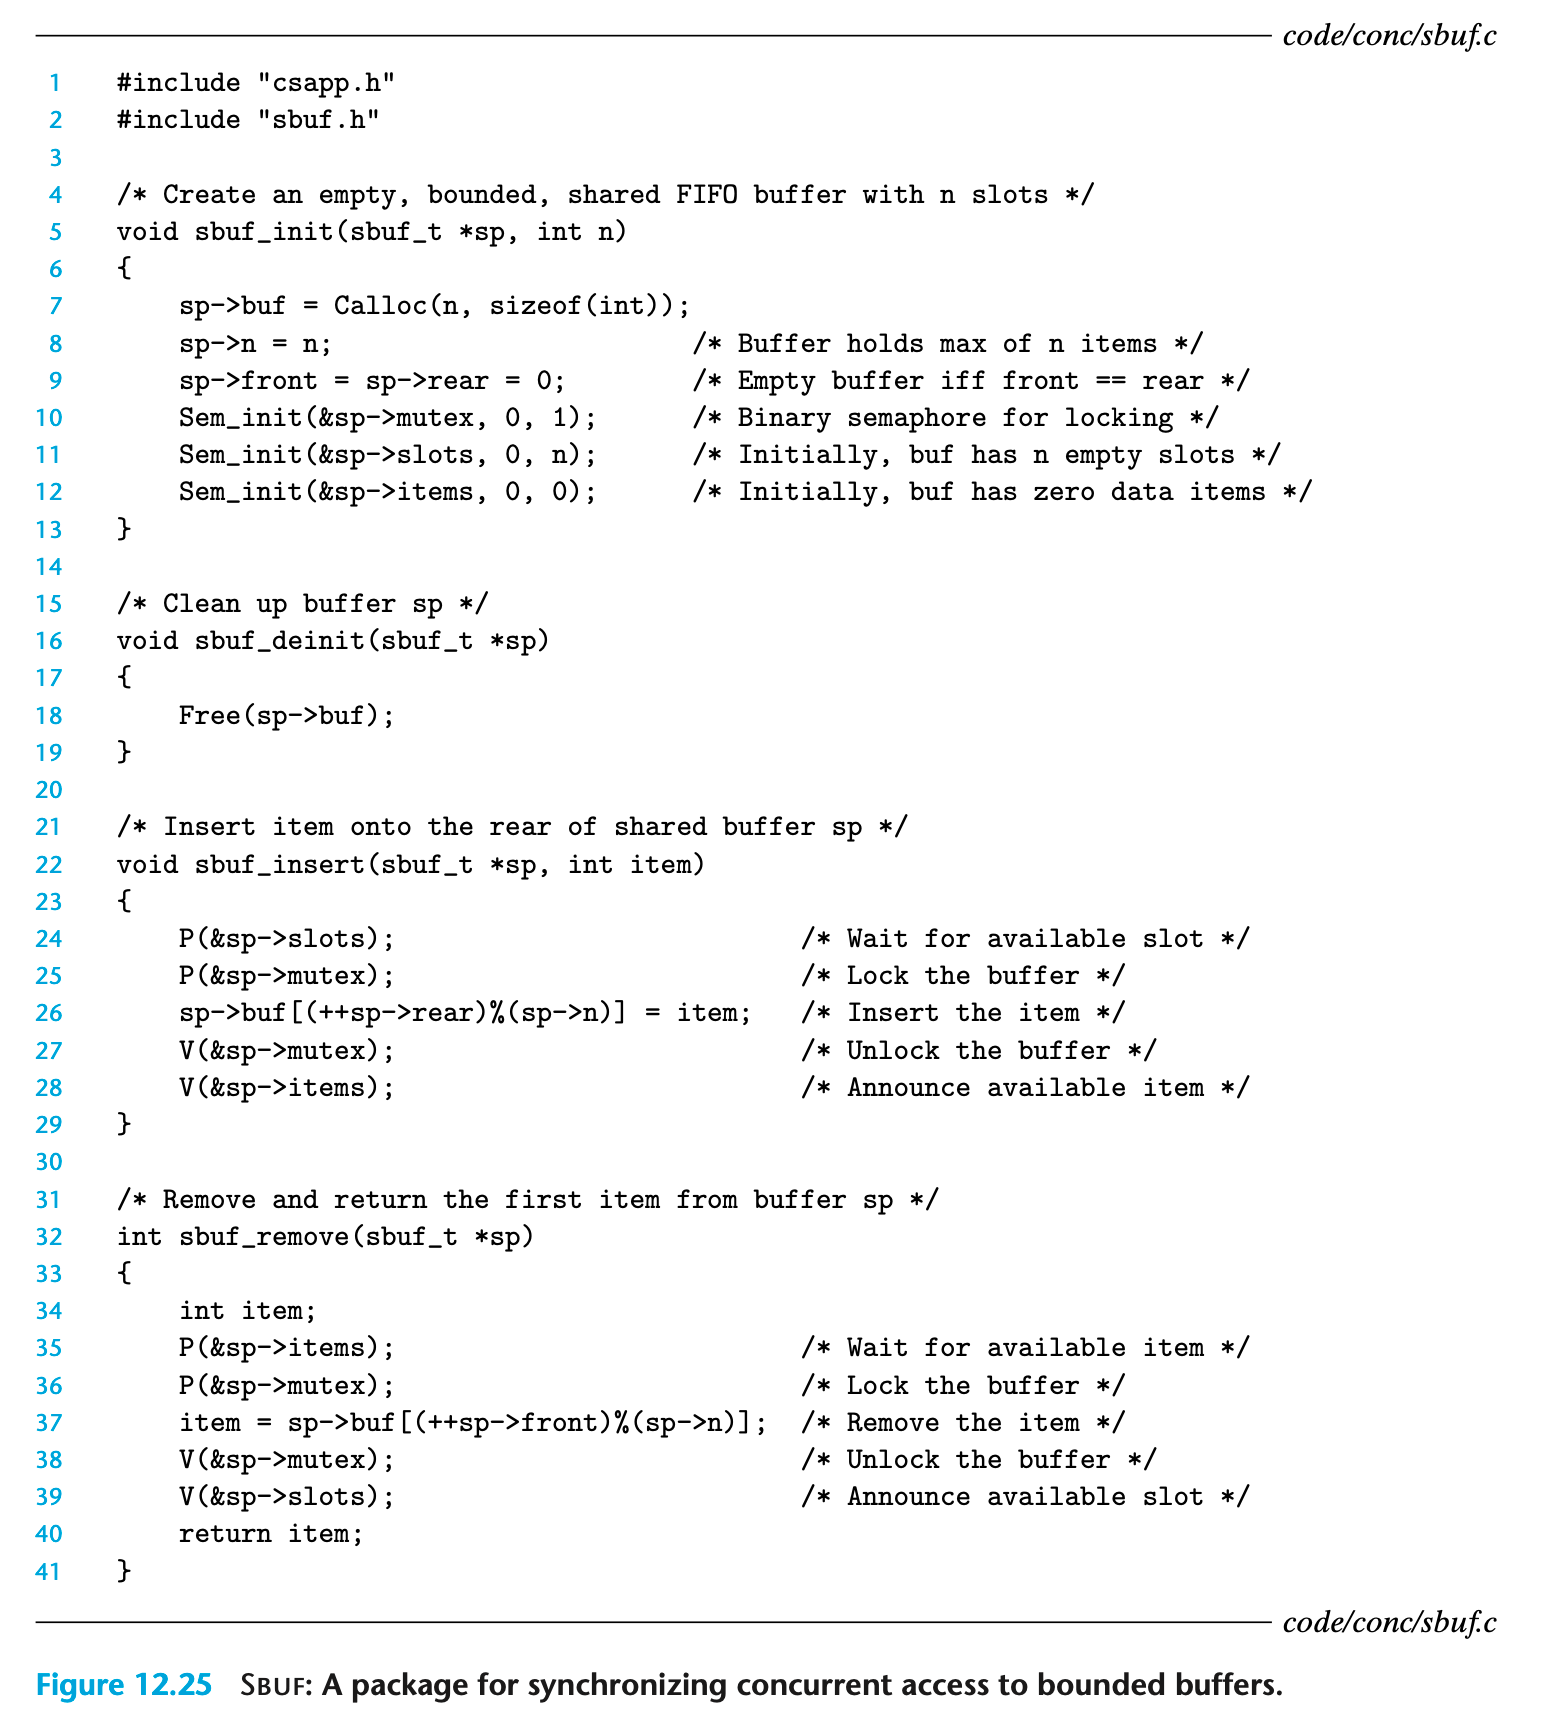 code/conc/sbuf.c
1 #include "csapp.h"
2 #include "sbuf.h"
3
4 /* Create an empty, bounded, shared FIFO buffer with n slots */
5 void sbuf_init(sbuf_t *sp, int n)
6 {
7     sp->buf = Calloc(n, sizeof(int));
8     sp->n = n;                       /* Buffer holds max of n items */
9     sp->front = sp->rear = 0;        /* Empty buffer iff front == rear */
10     Sem_init(&sp->mutex, 0, 1);      /* Binary semaphore for locking */
11     Sem_init(&sp->slots, 0, n);      /* Initially, buf has n empty slots */
12     Sem_init(&sp->items, 0, 0);      /* Initially, buf has zero data items */
13 }
14
15 /* Clean up buffer sp */
16 void sbuf_deinit(sbuf_t *sp)
17 {
18     Free(sp->buf);
19 }
20
21 /* Insert item onto the rear of shared buffer sp */
22 void sbuf_insert(sbuf_t *sp, int item)
23 {
24     P(&sp->slots);                          /* Wait for available slot */
25     P(&sp->mutex);                          /* Lock the buffer */
26     sp->buf[(++sp->rear)%(sp->n)] = item;   /* Insert the item */
27     V(&sp->mutex);                          /* Unlock the buffer */
28     V(&sp->items);                          /* Announce available item */
29 }
30
31 /* Remove and return the first item from buffer sp */
32 int sbuf_remove(sbuf_t *sp)
33 {
34     int item;
35     P(&sp->items);                          /* Wait for available item */
36     P(&sp->mutex);                          /* Lock the buffer */
37     item = sp->buf[(++sp->front)%(sp->n)];  /* Remove the item */
38     V(&sp->mutex);                          /* Unlock the buffer */
39     V(&sp->slots);                          /* Announce available slot */
40     return item;
41 }
code/conc/sbuf.c
Figure 12.25 SBUF: A package for synchronizing concurrent access to bounded buffers.